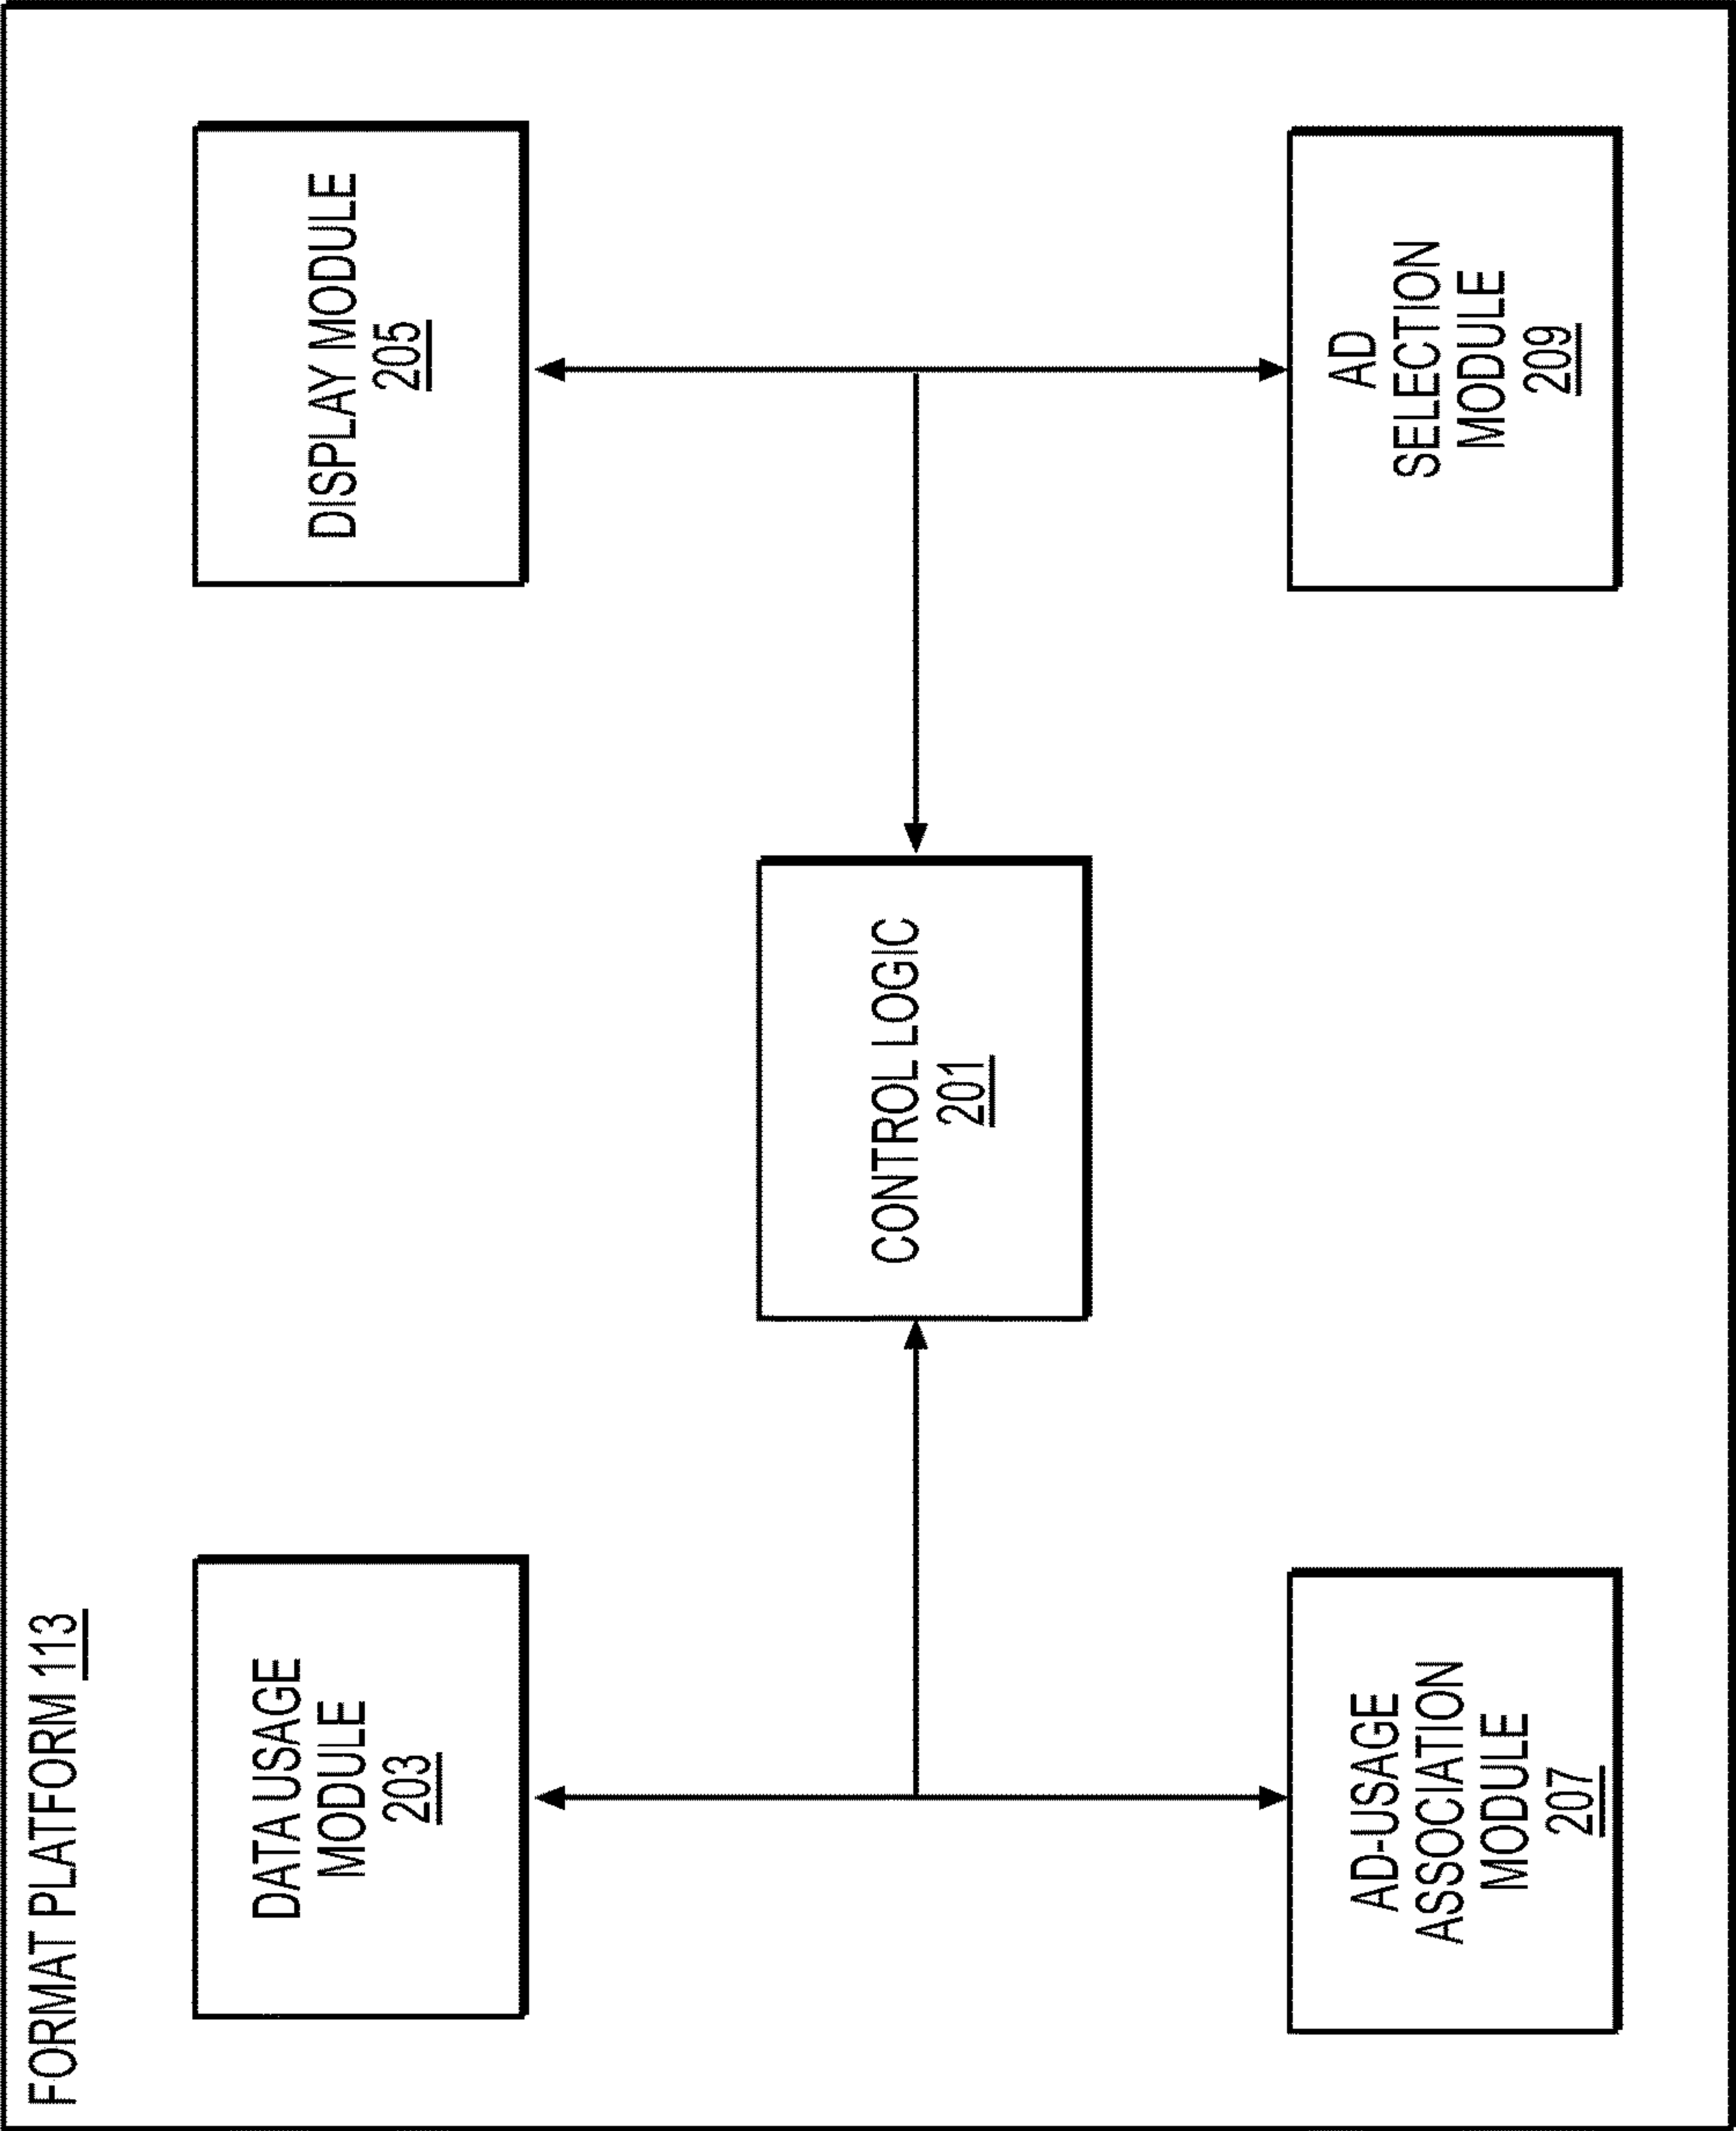 FORMAT PLATFORM 113
DATA USAGE
MODULE
203
DISPLAY MODULE
205
CONTROL LOGIC
201
AD-USAGE
ASSOCIATION
MODULE
207
AD
SELECTION
MODULE
209